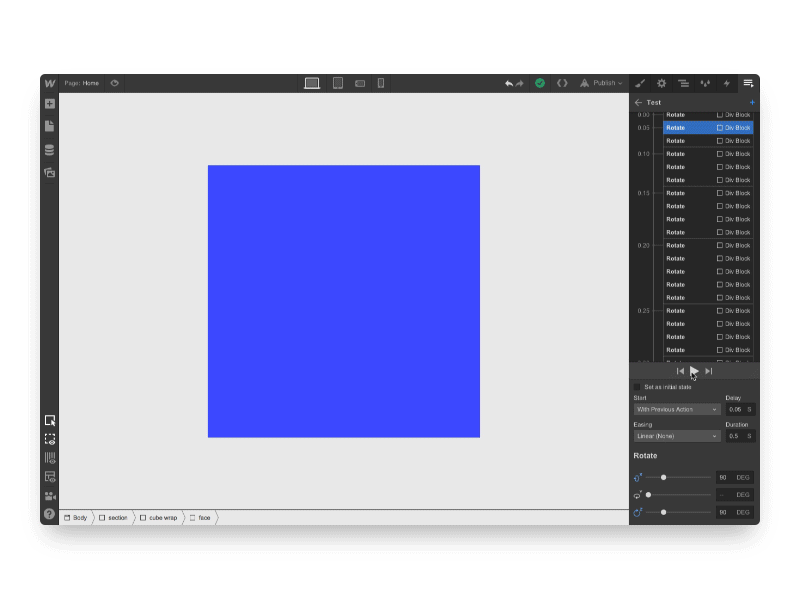 W Page: Home Publish
Test +
0.00 Rotate Div Block
0.05 Rotate Div Block
Rotate Div Block
0.10 Rotate Div Block
Rotate Div Block
Rotate Div Block
0.15 Rotate Div Block
Rotate Div Block
Rotate Div Block
Rotate Div Block
0.20 Rotate Div Block
Rotate Div Block
Rotate Div Block
Rotate Div Block
Rotate Div Block
0.25 Rotate Div Block
Rotate Div Block
Rotate Div Block
Rotate Div Block
Set as initial state
Start Delay
With Previous Action 0.05 S
Easing Duration
Linear (None) 0.5 S
Rotate
X 90 DEG
Y -- DEG
Z 90 DEG
Body section cube wrap face